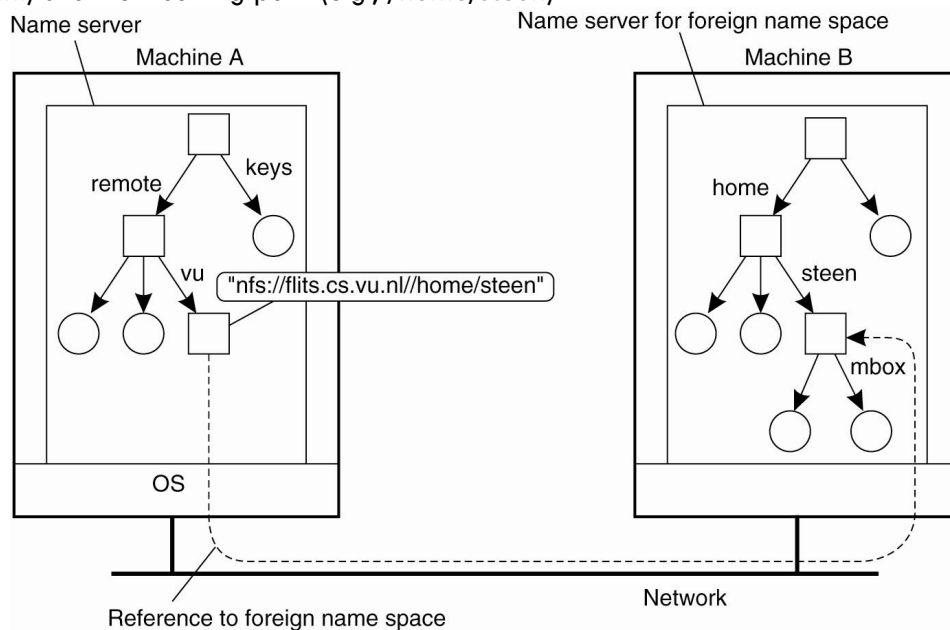 Name server
Name server for foreign name space
Machine A
Machine B
keys
remote
home
vu
steen
"nfs://flits.cs.vu.nl//home/steen"
mbox
OS
Network
Reference to foreign name space